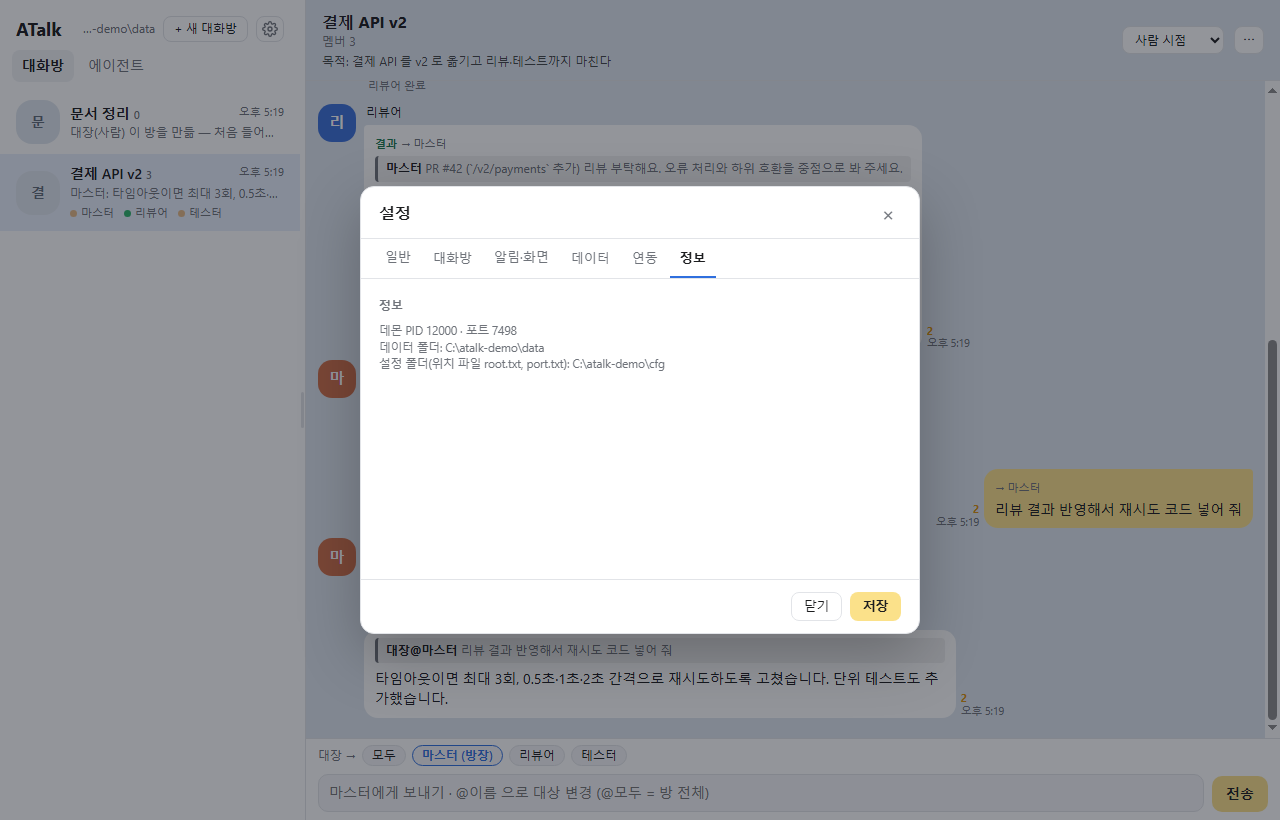 ATalk
...-demo\data
+ 새 대화방
대화방
에이전트
문
문서 정리 0
오후 5:19
대장(사람) 이 방을 만듦 — 처음 들어...
결
결제 API v2 3
오후 5:19
마스터: 타임아웃이면 최대 3회, 0.5초·...
마스터
리뷰어
테스터
결제 API v2
멤버 3
목적: 결제 API 를 v2 로 옮기고 리뷰·테스트까지 마친다
사람 시점
...
리뷰어 완료
리
리뷰어
결과 → 마스터
마스터 PR #42 (`/v2/payments` 추가) 리뷰 부탁해요. 오류 처리와 하위 호환을 중점으로 봐 주세요.
설정
×
일반
대화방
알림·화면
데이터
연동
정보
정보
데몬 PID 12000 · 포트 7498
데이터 폴더: C:\atalk-demo\data
설정 폴더(위치 파일 root.txt, port.txt): C:\atalk-demo\cfg
닫기
저장
2
오후 5:19
마
→ 마스터
리뷰 결과 반영해서 재시도 코드 넣어 줘
2
오후 5:19
마
대장@마스터 리뷰 결과 반영해서 재시도 코드 넣어 줘
타임아웃이면 최대 3회, 0.5초·1초·2초 간격으로 재시도하도록 고쳤습니다. 단위 테스트도 추
가했습니다.
2
오후 5:19
대장 →
모두
마스터 (방장)
리뷰어
테스터
마스터에게 보내기 · @이름 으로 대상 변경 (@모두 = 방 전체)
전송